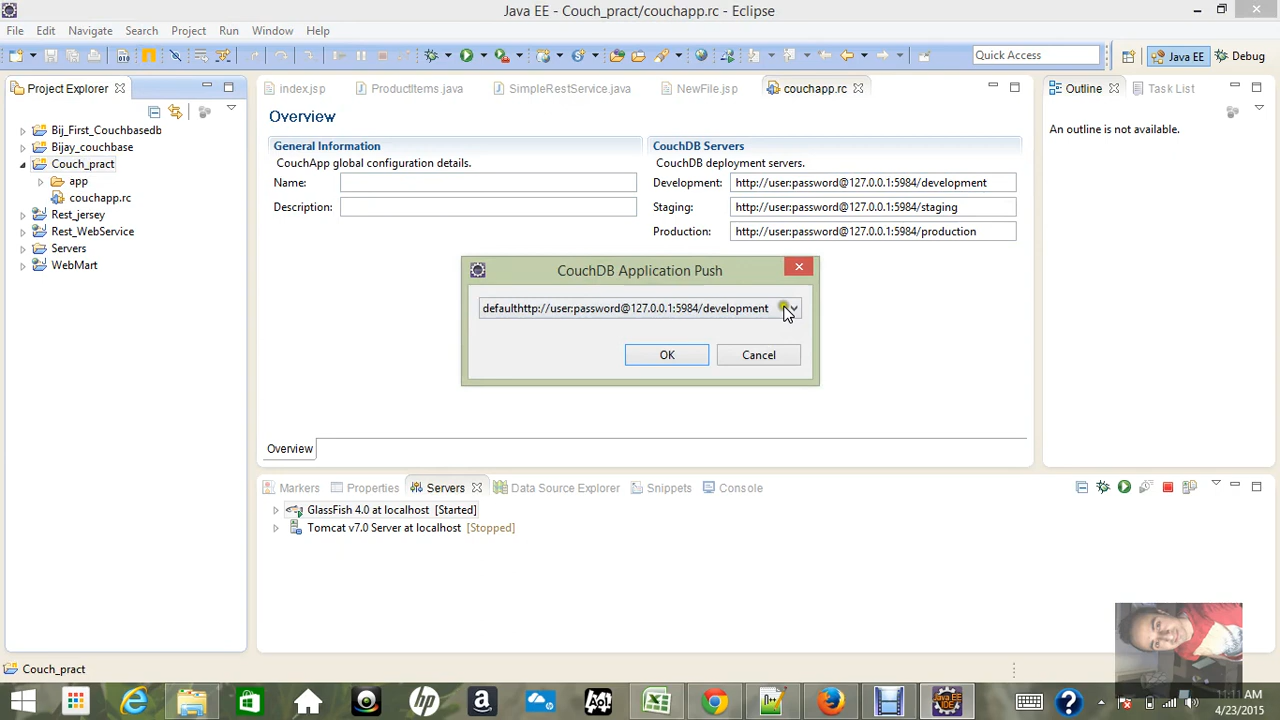 Java EE - Couch_pract/couchapp.rc - Eclipse
File Edit Navigate Search Project Run Window Help
Quick Access Java EE Debug
Project Explorer
Bij_First_Couchbasedb
Bijay_couchbase
Couch_pract
app
couchapp.rc
Rest_jersey
Rest_WebService
Servers
WebMart
index.jsp ProductItems.java SimpleRestService.java NewFile.jsp couchapp.rc
Overview
General Information
CouchApp global configuration details.
Name:
Description:
CouchDB Servers
CouchDB deployment servers.
Development: http://user:password@127.0.0.1:5984/development
Staging: http://user:password@127.0.0.1:5984/staging
Production: http://user:password@127.0.0.1:5984/production
CouchDB Application Push
defaulthttp://user:password@127.0.0.1:5984/development
OK Cancel
Overview
Outline Task List
An outline is not available.
Markers Properties Servers Data Source Explorer Snippets Console
GlassFish 4.0 at localhost [Started]
Tomcat v7.0 Server at localhost [Stopped]
Couch_pract
11:11 AM
4/23/2015